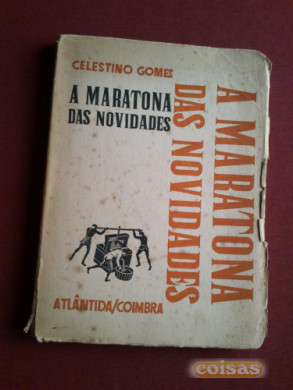 CELESTINO GOMES
A MARATONA
DAS NOVIDADES
A MARATONA
DAS NOVIDADES
ATLÂNTIDA/COIMBRA
coisas